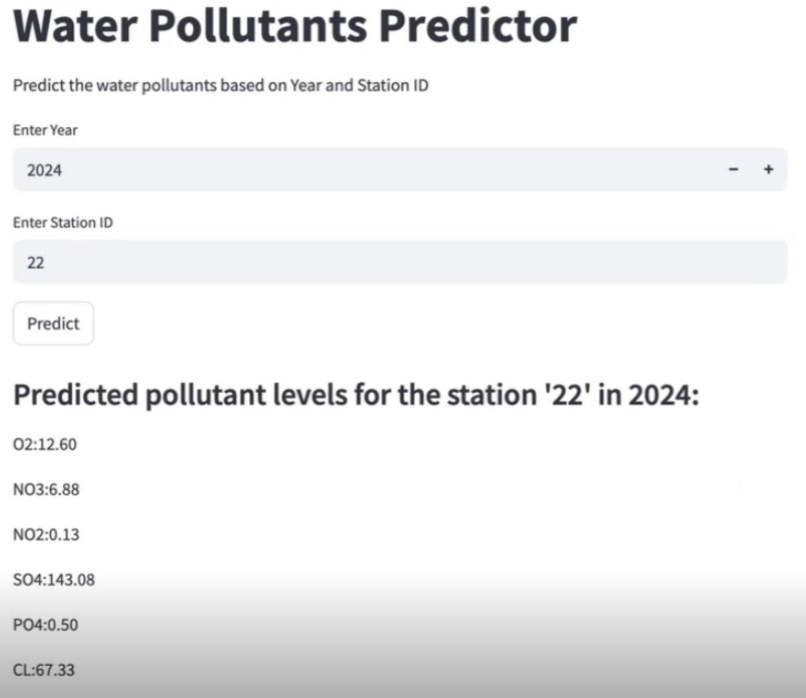 Water Pollutants Predictor
Predict the water pollutants based on Year and Station ID
Enter Year
2024
Enter Station ID
22
Predict
Predicted pollutant levels for the station '22' in 2024:
O2:12.60
NO3:6.88
NO2:0.13
SO4:143.08
PO4:0.50
CL:67.33